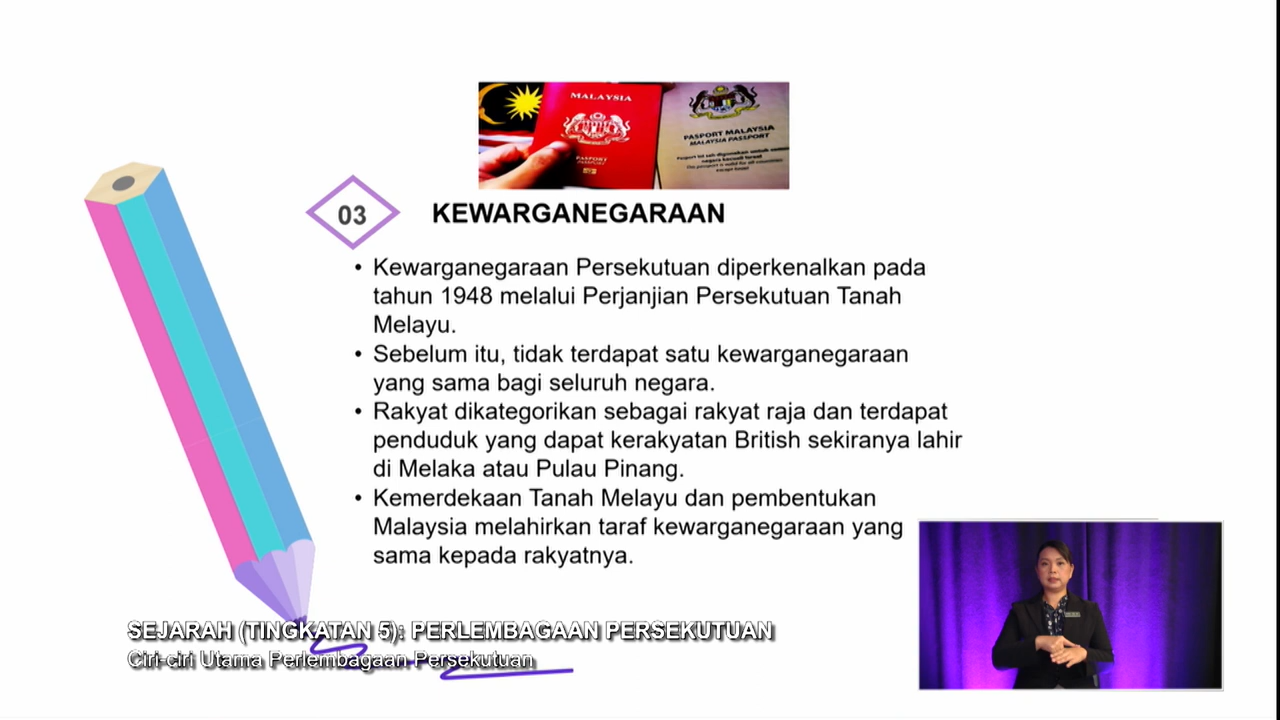 MALAYSIA
PASPORT
PASSPORT
PASPORT MALAYSIA
MALAYSIA PASSPORT
03
KEWARGANEGARAAN
• Kewarganegaraan Persekutuan diperkenalkan pada
tahun 1948 melalui Perjanjian Persekutuan Tanah
Melayu.
• Sebelum itu, tidak terdapat satu kewarganegaraan
yang sama bagi seluruh negara.
• Rakyat dikategorikan sebagai rakyat raja dan terdapat
penduduk yang dapat kerakyatan British sekiranya lahir
di Melaka atau Pulau Pinang.
• Kemerdekaan Tanah Melayu dan pembentukan
Malaysia melahirkan taraf kewarganegaraan yang
sama kepada rakyatnya.
SEJARAH (TINGKATAN 5): PERLEMBAGAAN PERSEKUTUAN
Ciri-ciri Utama Perlembagaan Persekutuan